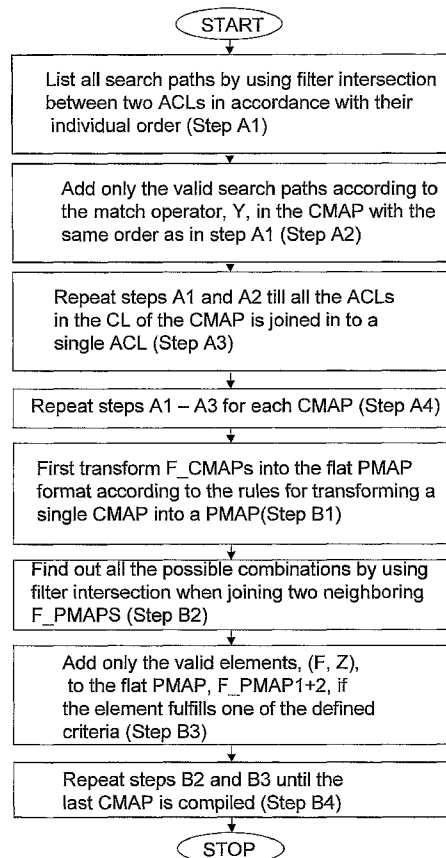 START
List all search paths by using filter intersection
between two ACLs in accordance with their
individual order (Step A1)
Add only the valid search paths according to
the match operator, Y, in the CMAP with the
same order as in step A1 (Step A2)
Repeat steps A1 and A2 till all the ACLs
in the CL of the CMAP is joined in to a
single ACL (Step A3)
Repeat steps A1 – A3 for each CMAP (Step A4)
First transform F_CMAPs into the flat PMAP
format according to the rules for transforming a
single CMAP into a PMAP(Step B1)
Find out all the possible combinations by using
filter intersection when joining two neighboring
F_PMAPS (Step B2)
Add only the valid elements, (F, Z),
to the flat PMAP, F_PMAP1+2, if
the element fulfills one of the defined
criteria (Step B3)
Repeat steps B2 and B3 until the
last CMAP is compiled (Step B4)
STOP